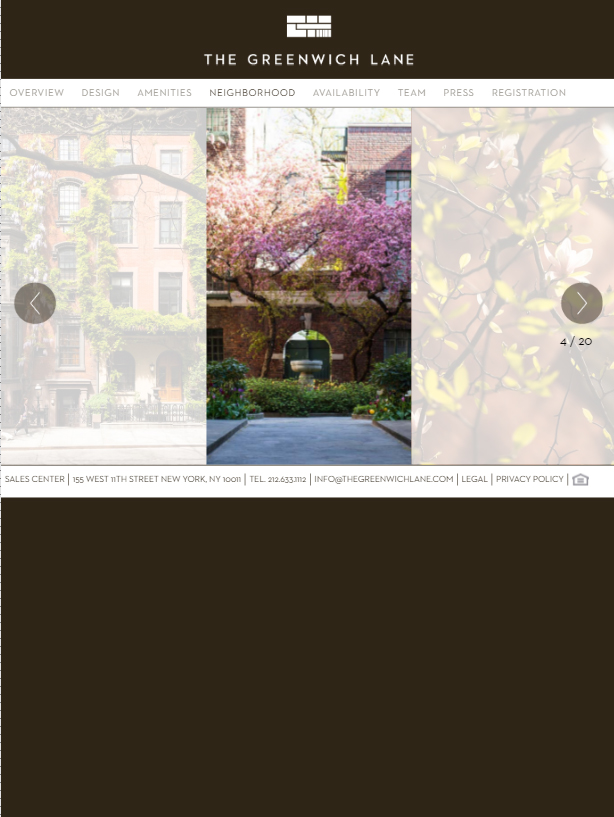 THE GREENWICH LANE
OVERVIEW DESIGN AMENITIES NEIGHBORHOOD AVAILABILITY TEAM PRESS REGISTRATION
4 / 20
SALES CENTER | 155 WEST 11TH STREET NEW YORK, NY 10011 | TEL. 212.633.1112 | INFO@THEGREENWICHLANE.COM | LEGAL | PRIVACY POLICY |